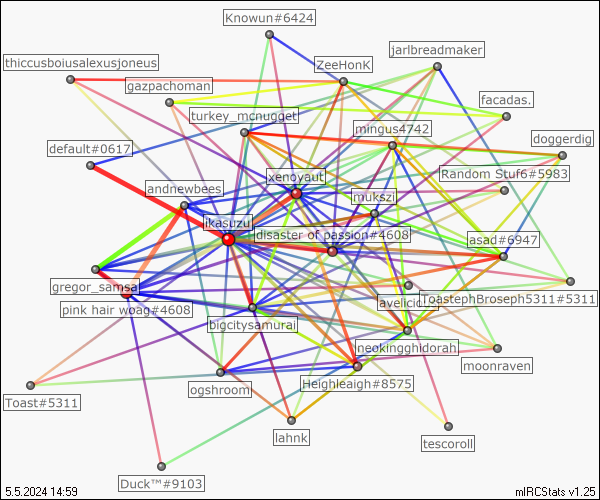 Knowun#6424
jarlbreadmaker
thiccusboiusalexusjoneus
ZeeHonK
gazpachoman
facadas.
turkey_mcnugget
mingus4742
doggerdig
default#0617
Random Stuf6#5983
xenoyaut
andnewbees
mukszi
ikasuzu
disaster of passion#4608
asad#6947
gregor_samsa
avelicious
ToastephBroseph5311#5311
pink hair woag#4608
bigcitysamurai
neokingghidorah.
moonraven
ogshroom
Heighleaigh#8575
Toast#5311
lahnk
tescoroll
Duck™#9103
5.5.2024 14:59
mIRCStats v1.25